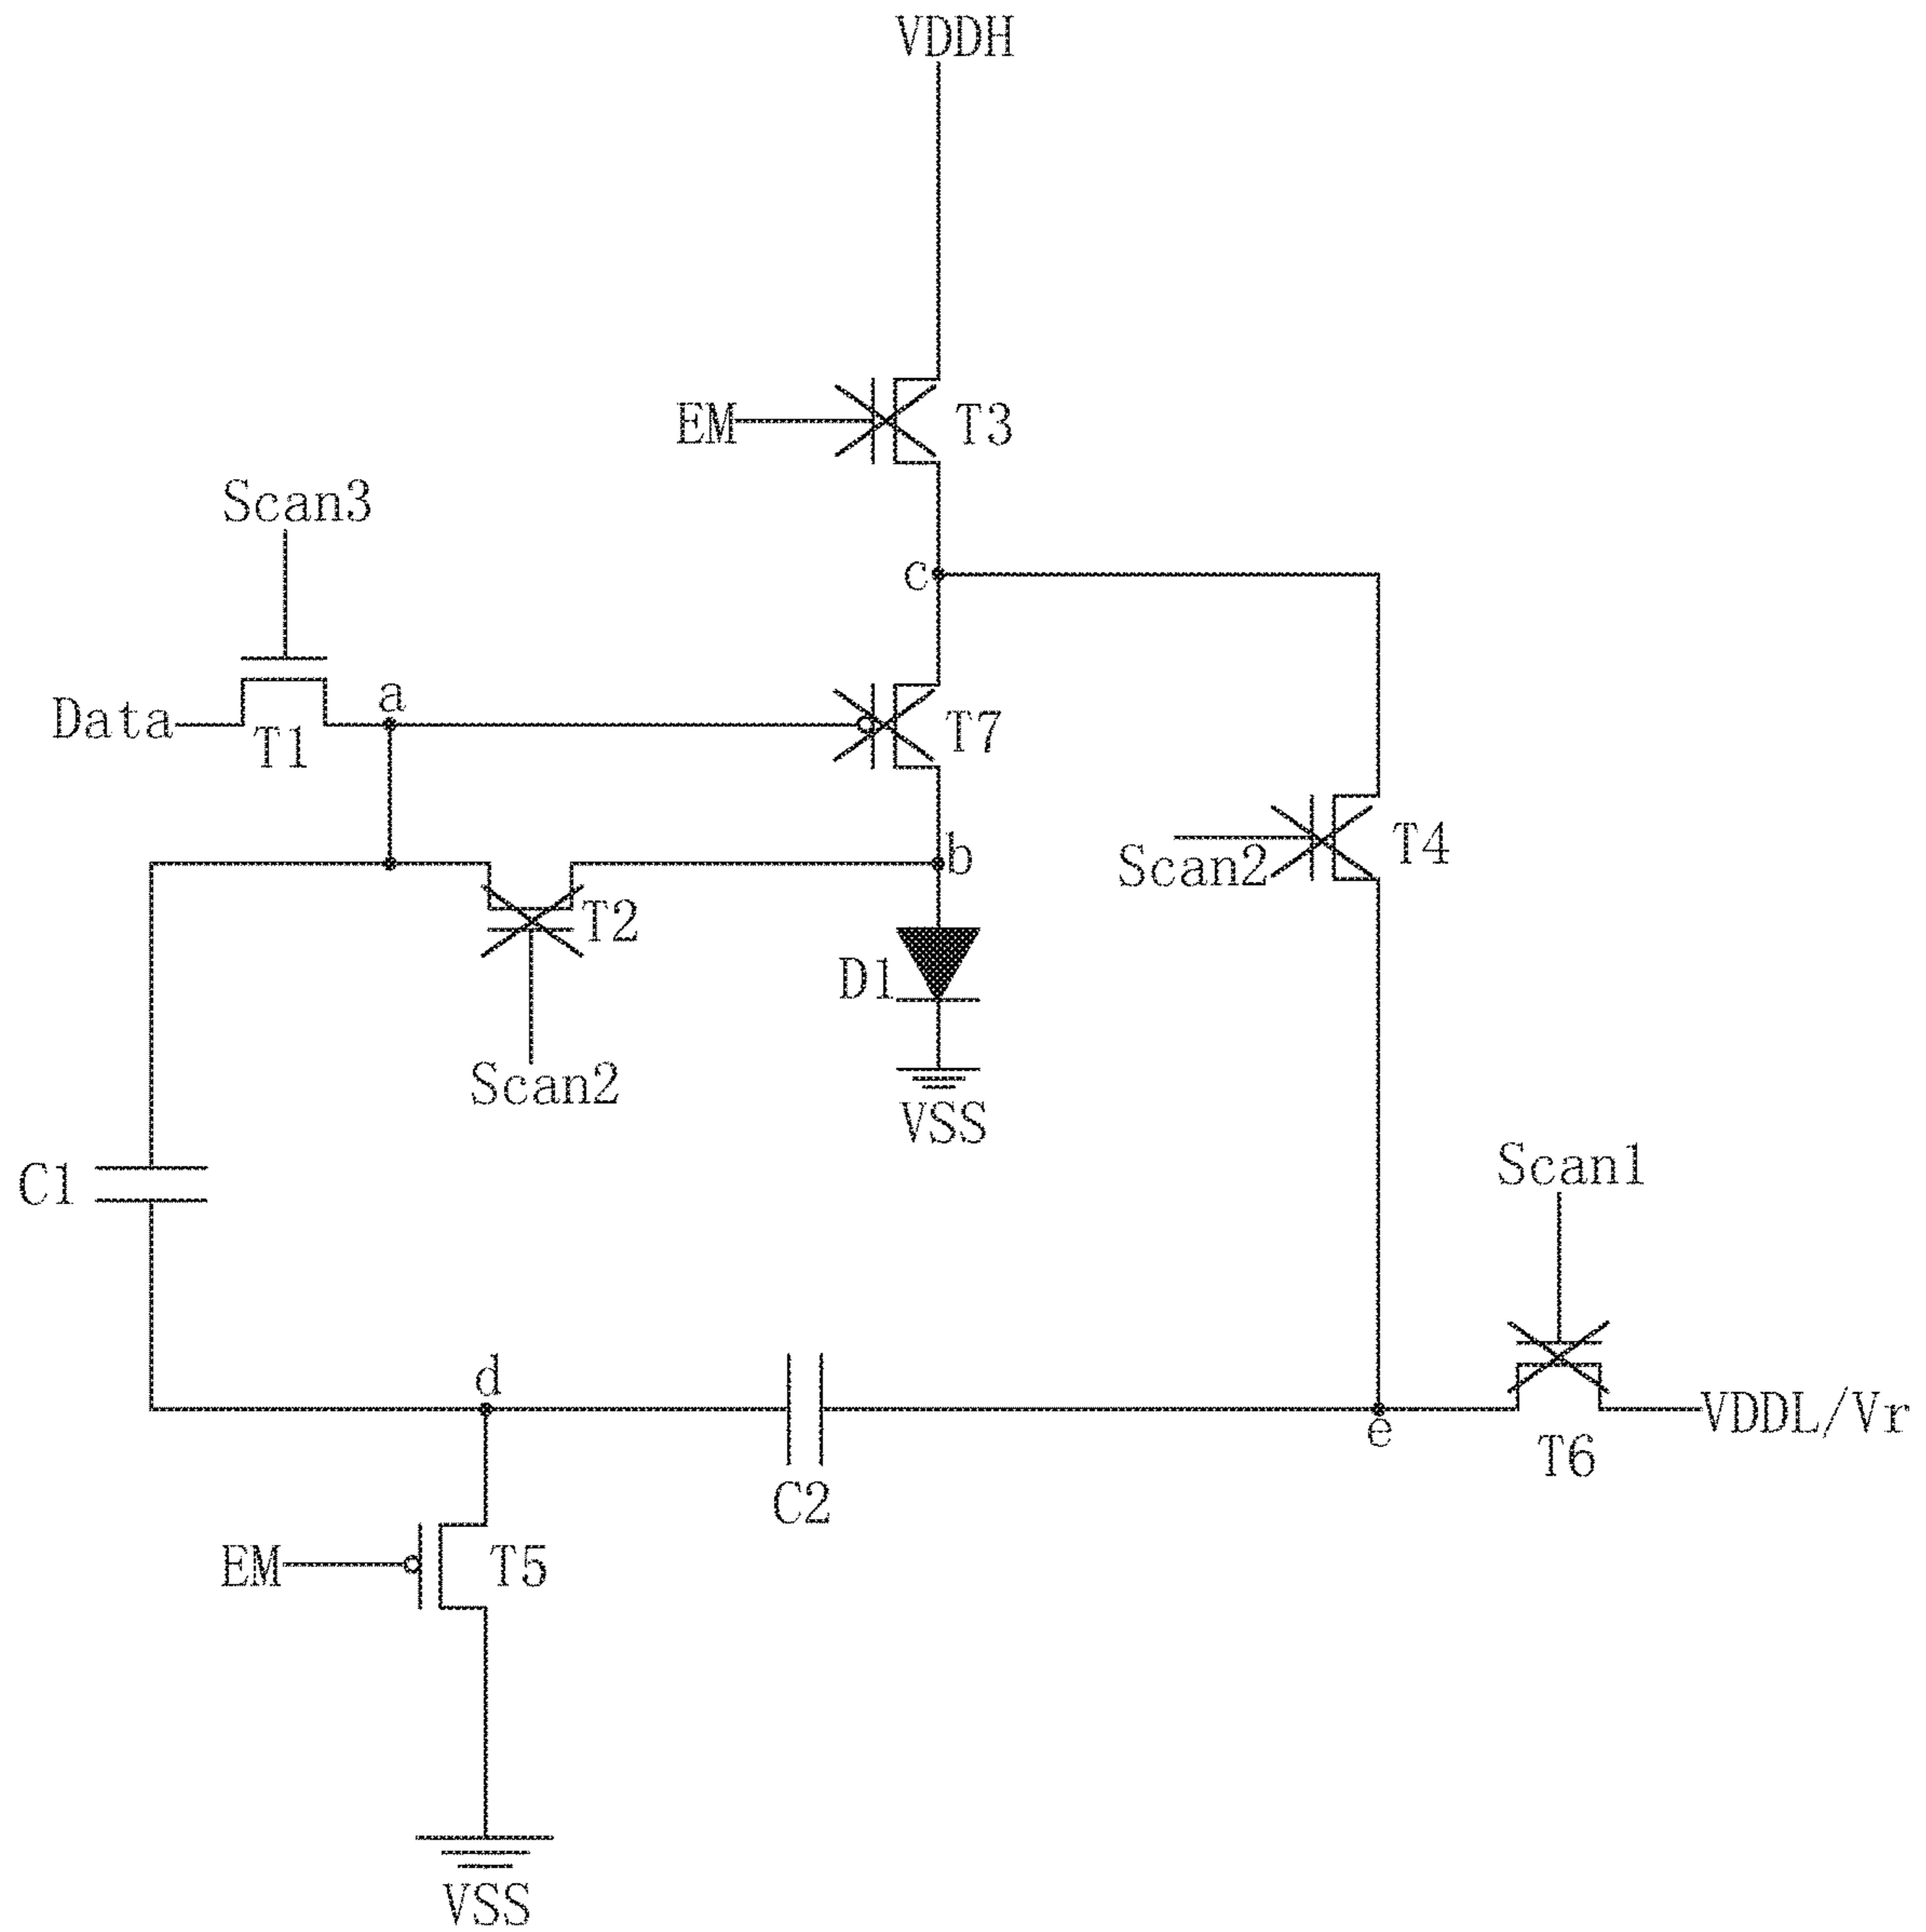 VDDH
EM
T3
Scan3
c
Data
T1
a
T7
b
T2
Scan2
T4
D1
Scan2
VSS
C1
Scan1
d
e
VDDL/Vr
T6
C2
EM
T5
VSS